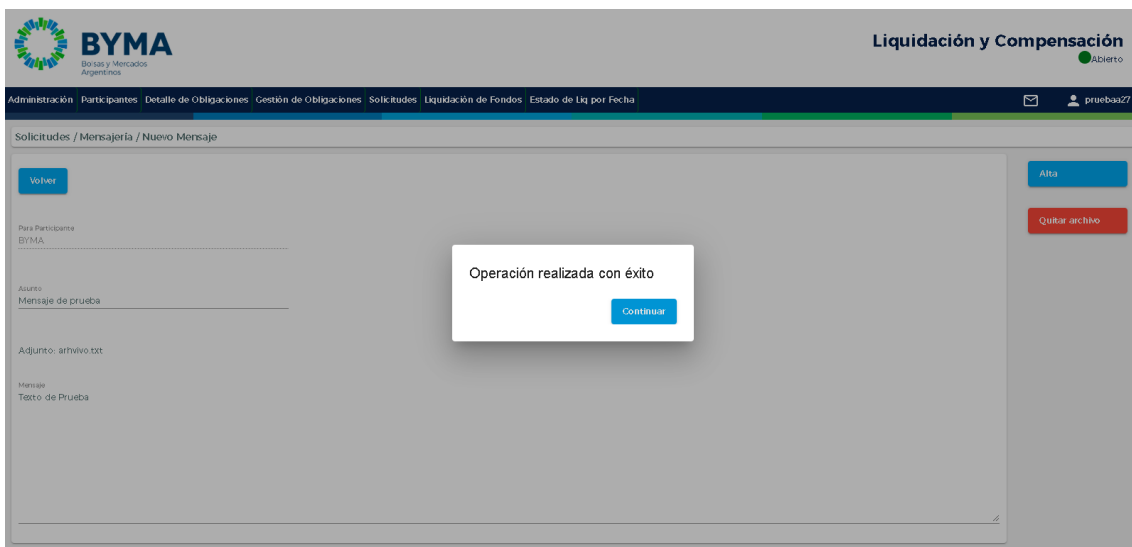 BYMA
Bolsas y Mercados
Argentinos
Liquidación y Compensación
Abierto
Administración Participantes Detalle de Obligaciones Gestión de Obligaciones Solicitudes Liquidación de Fondos Estado de Liq por Fecha
pruebaa27
Solicitudes / Mensajería / Nuevo Mensaje
Volver
Alta
Quitar archivo
Para Participante
BYMA
Operación realizada con éxito
Continuar
Asunto
Mensaje de prueba
Adjunto: arhvivo.txt
Mensaje
Texto de Prueba